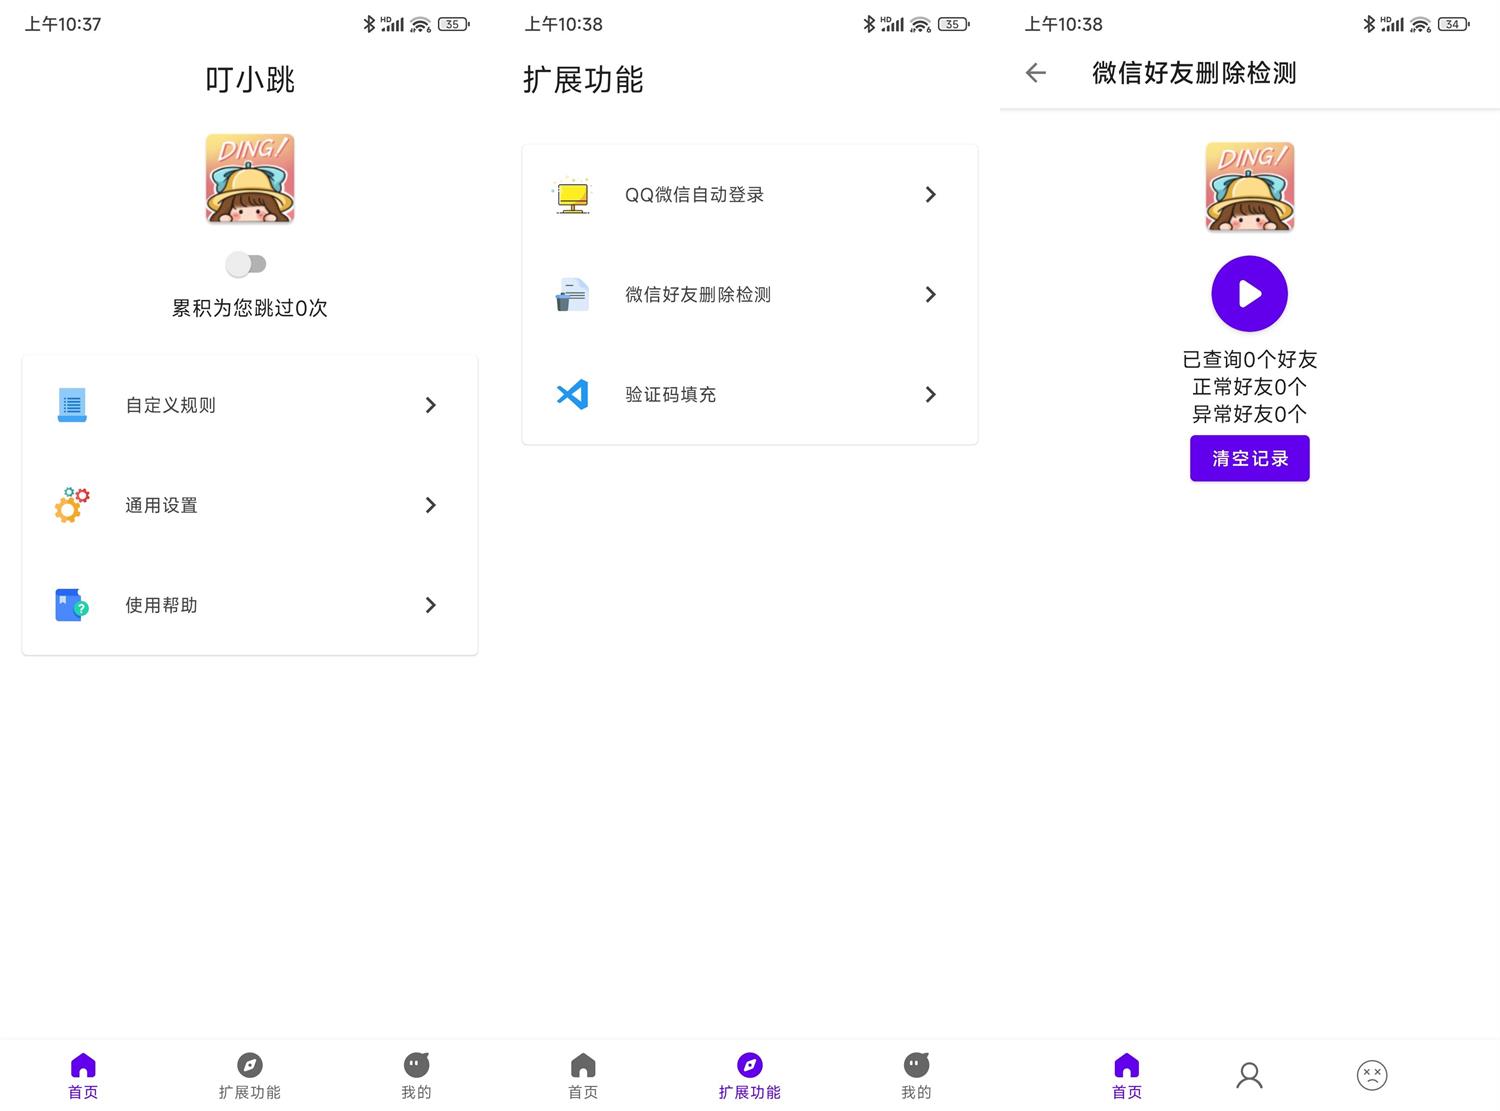 上午10:37
HD
35
叮小跳
DING!
累积为您跳过0次
自定义规则
通用设置
使用帮助
?
首页
扩展功能
我的
上午10:38
HD
35
扩展功能
QQ微信自动登录
微信好友删除检测
验证码填充
首页
扩展功能
我的
上午10:38
HD
34
微信好友删除检测
DING!
已查询0个好友
正常好友0个
异常好友0个
清空记录
首页